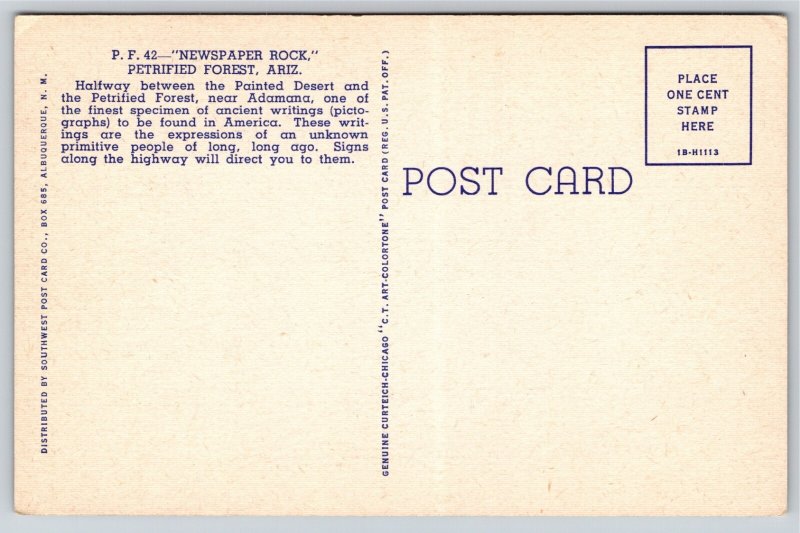 P. F. 42—"NEWSPAPER ROCK,"
PETRIFIED FOREST, ARIZ.
Halfway between the Painted Desert and
the Petrified Forest, near Adamana, one of
the finest specimen of ancient writings (picto-
graphs) to be found in America. These writ-
ings are the expressions of an unknown
primitive people of long, long ago. Signs
along the highway will direct you to them.
DISTRIBUTED BY SOUTHWEST POST CARD CO., BOX 685, ALBUQUERQUE, N. M.
GENUINE CURTEICH-CHICAGO "C.T. ART-COLORTONE" POST CARD (REG. U.S. PAT. OFF.)
POST CARD
PLACE
ONE CENT
STAMP
HERE
1B-H1113